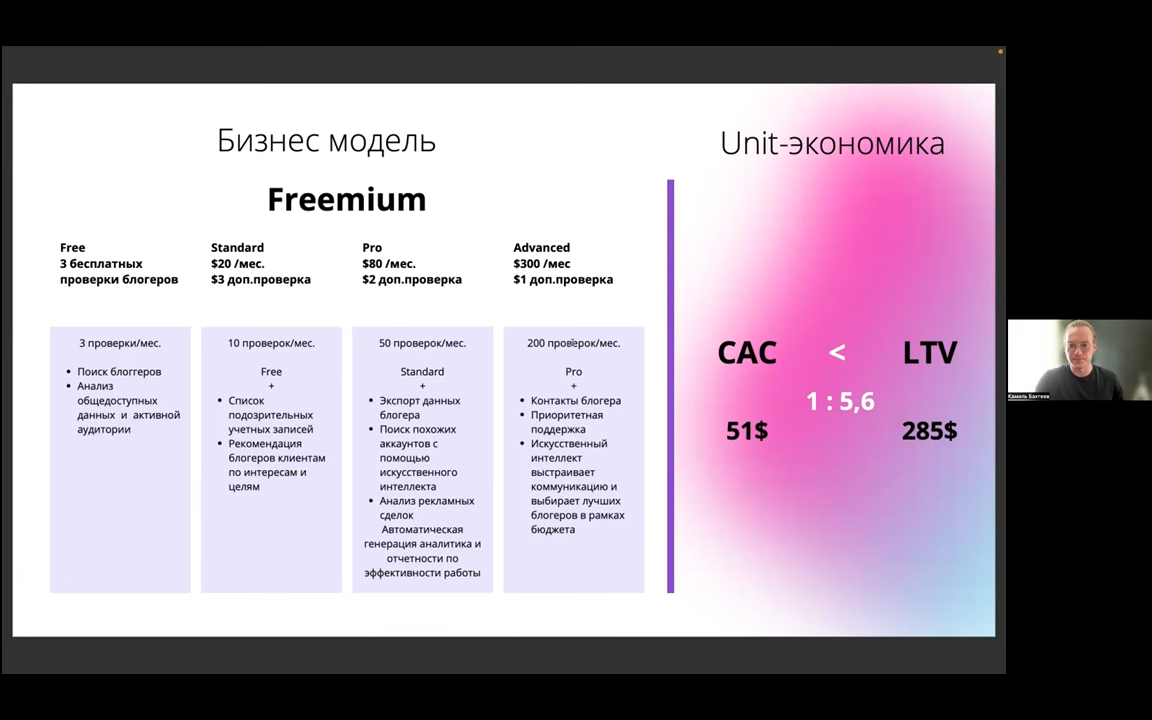 Бизнес модель
Freemium
Free
3 бесплатных
проверки блогеров
Standard
$20 /мес.
$3 доп.проверка
Pro
$80 /мес.
$2 доп.проверка
Advanced
$300 /мес
$1 доп.проверка
3 проверки/мес.
• Поиск блоггеров
• Анализ
общедоступных
данных и активной
аудитории
10 проверок/мес.
Free
+
• Список
подозрительных
учетных записей
• Рекомендация
блогеров клиентам
по интересам и
целям
50 проверок/мес.
Standard
+
• Экспорт данных
блогера
• Поиск похожих
аккаунтов с
помощью
искусственного
интеллекта
• Анализ рекламных
сделок
Автоматическая
генерация аналитика и
отчетности по
эффективности работы
200 проверок/мес.
Pro
+
• Контакты блогера
• Приоритетная
поддержка
• Искусственный
интеллект
выстраивает
коммуникацию и
выбирает лучших
блогеров в рамках
бюджета
Unit-экономика
CAC < LTV
1 : 5,6
51$ 285$
Камиль Бахтеев